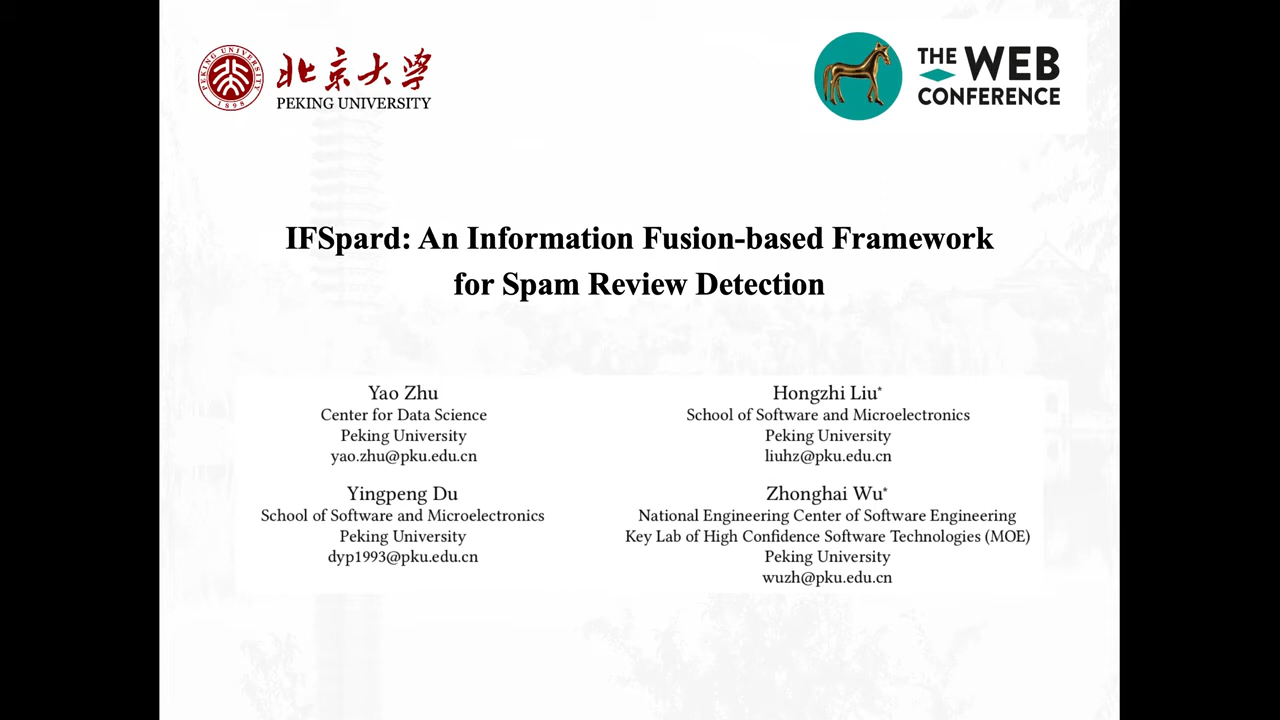 PEKING UNIVERSITY
1898
北京大学
PEKING UNIVERSITY
THE WEB
CONFERENCE
IFSpard: An Information Fusion-based Framework
for Spam Review Detection
Yao Zhu
Center for Data Science
Peking University
yao.zhu@pku.edu.cn
Hongzhi Liu*
School of Software and Microelectronics
Peking University
liuhz@pku.edu.cn
Yingpeng Du
School of Software and Microelectronics
Peking University
dyp1993@pku.edu.cn
Zhonghai Wu*
National Engineering Center of Software Engineering
Key Lab of High Confidence Software Technologies (MOE)
Peking University
wuzh@pku.edu.cn